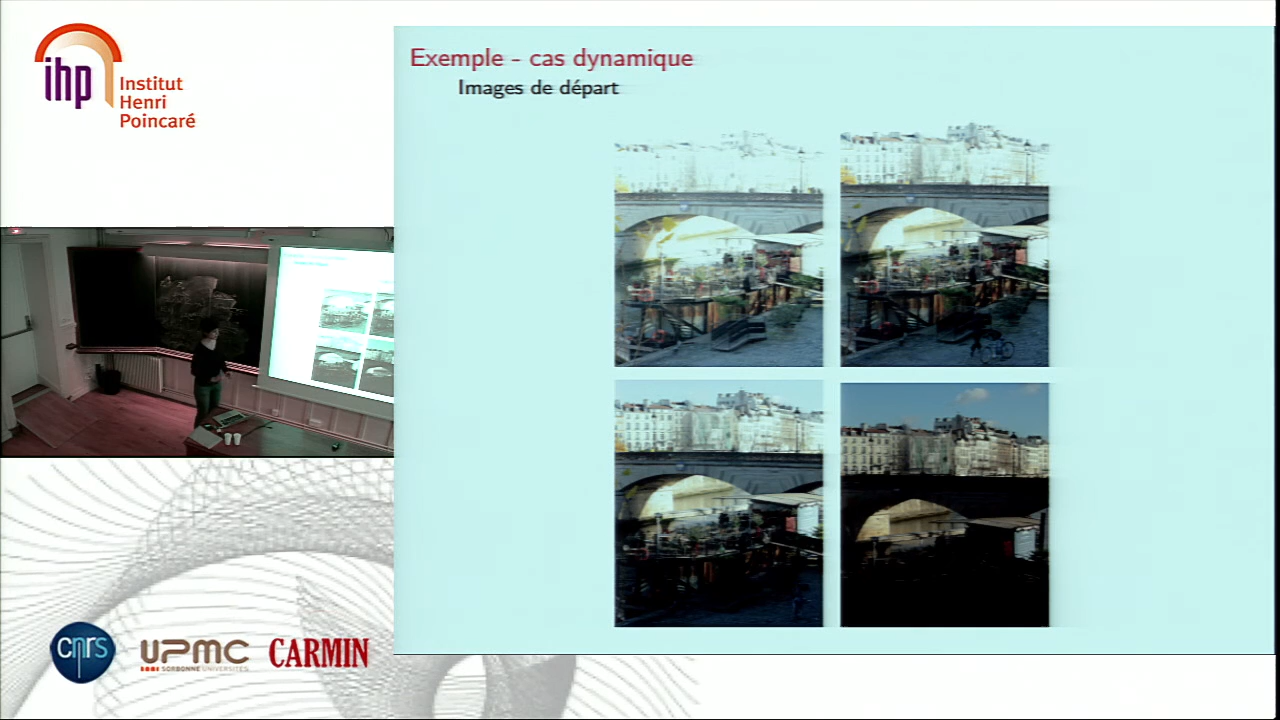 ihp
Institut
Henri
Poincaré
Exemple - cas dynamique
Images de départ
cnrs
UPMC
SORBONNE UNIVERSITÉS
CARMIN